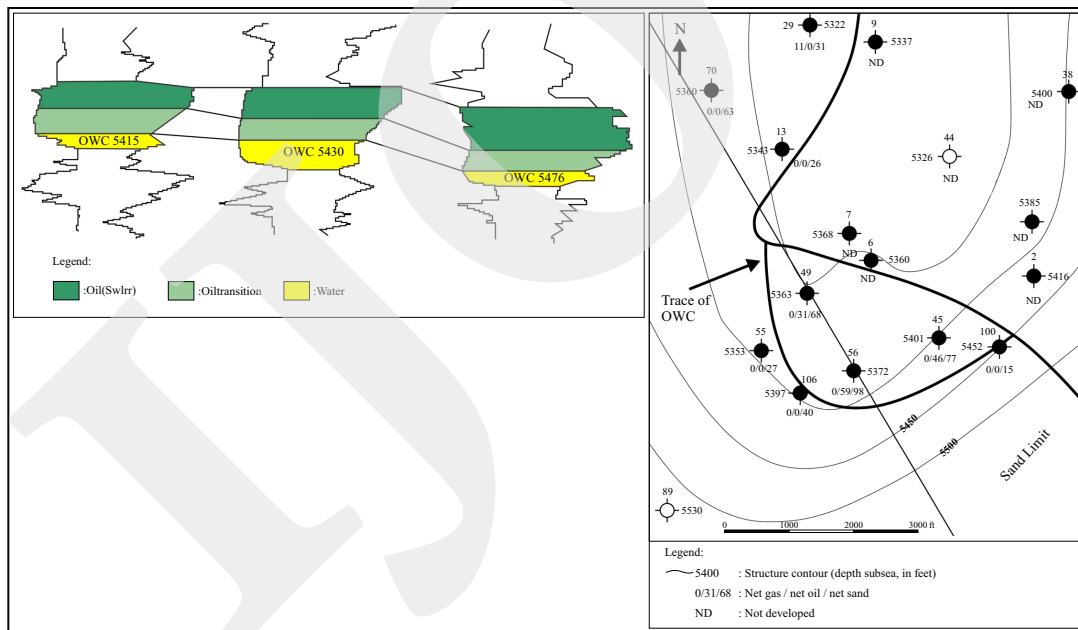 OWC 5415
OWC 5430
OWC 5476
Legend:
:Oil(Swlrr)
:Oiltransition
:Water
N
29
5322
11/0/31
9
5337
ND
70
5360
0/0/63
38
5400
ND
13
5343
0/0/26
44
5326
ND
7
5368
ND
6
5360
ND
5385
ND
2
5416
ND
49
5363
0/31/68
Trace of
OWC
55
5353
0/0/27
45
5401
0/46/77
100
5452
0/0/15
56
5372
0/59/98
106
5397
0/0/40
5450
5500
Sand Limit
89
5530
0 1000 2000 3000 ft
Legend:
5400 : Structure contour (depth subsea, in feet)
0/31/68 : Net gas / net oil / net sand
ND : Not developed